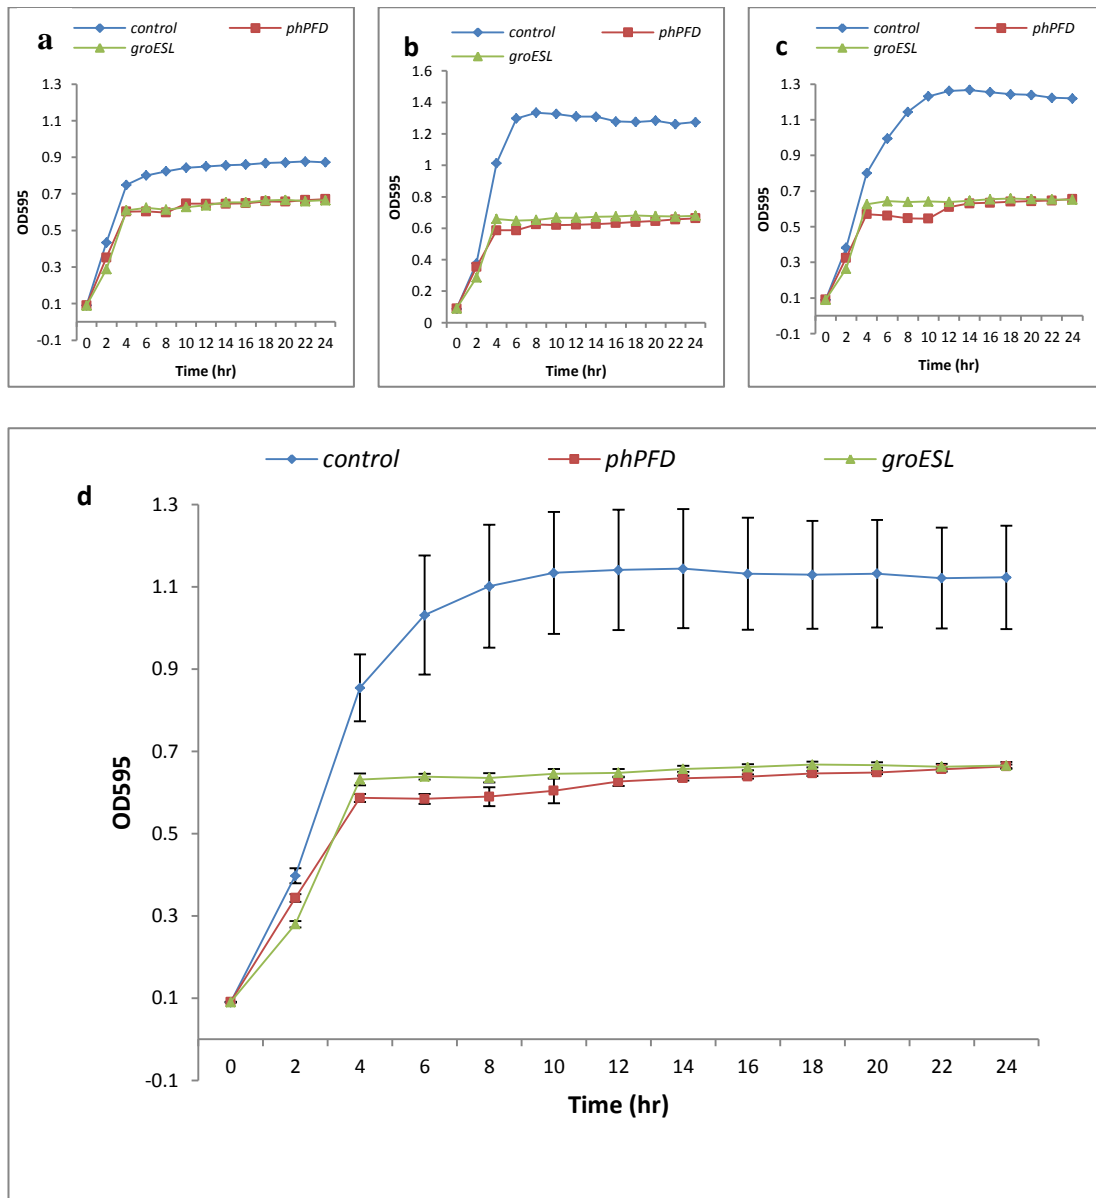 a
control
phPFD
groESL
1.3
1.1
0.9
0.7
0.5
0.3
0.1
-0.1
OD595
0 2 4 6 8 10 12 14 16 18 20 22 24
Time (hr)
b
control
phPFD
groESL
1.6
1.4
1.2
1
0.8
0.6
0.4
0.2
0
OD595
0 2 4 6 8 10 12 14 16 18 20 22 24
Time (hr)
c
control
phPFD
groESL
1.3
1.1
0.9
0.7
0.5
0.3
0.1
-0.1
OD595
0 2 4 6 8 10 12 14 16 18 20 22 24
Time (hr)
d
control phPFD groESL
1.3
1.1
0.9
0.7
0.5
0.3
0.1
-0.1
OD595
0 2 4 6 8 10 12 14 16 18 20 22 24
Time (hr)